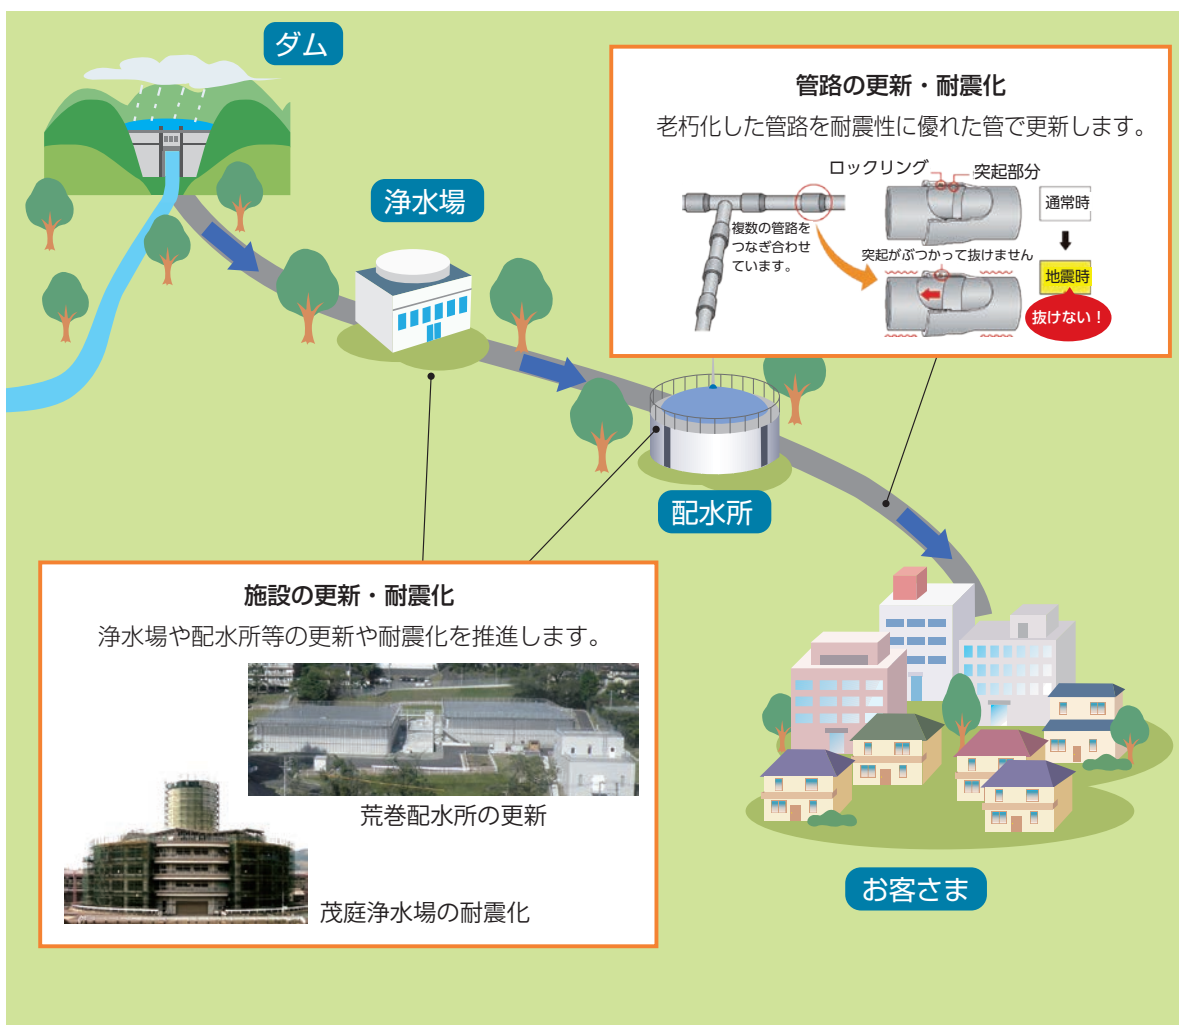 ダム
管路の更新・耐震化
老朽化した管路を耐震性に優れた管で更新します。
ロックリング
突起部分
通常時
複数の管路を
つなぎ合わせ
ています。
突起がぶつかって抜けません
地震時
抜けない！
浄水場
配水所
施設の更新・耐震化
浄水場や配水所等の更新や耐震化を推進します。
荒巻配水所の更新
茂庭浄水場の耐震化
お客さま